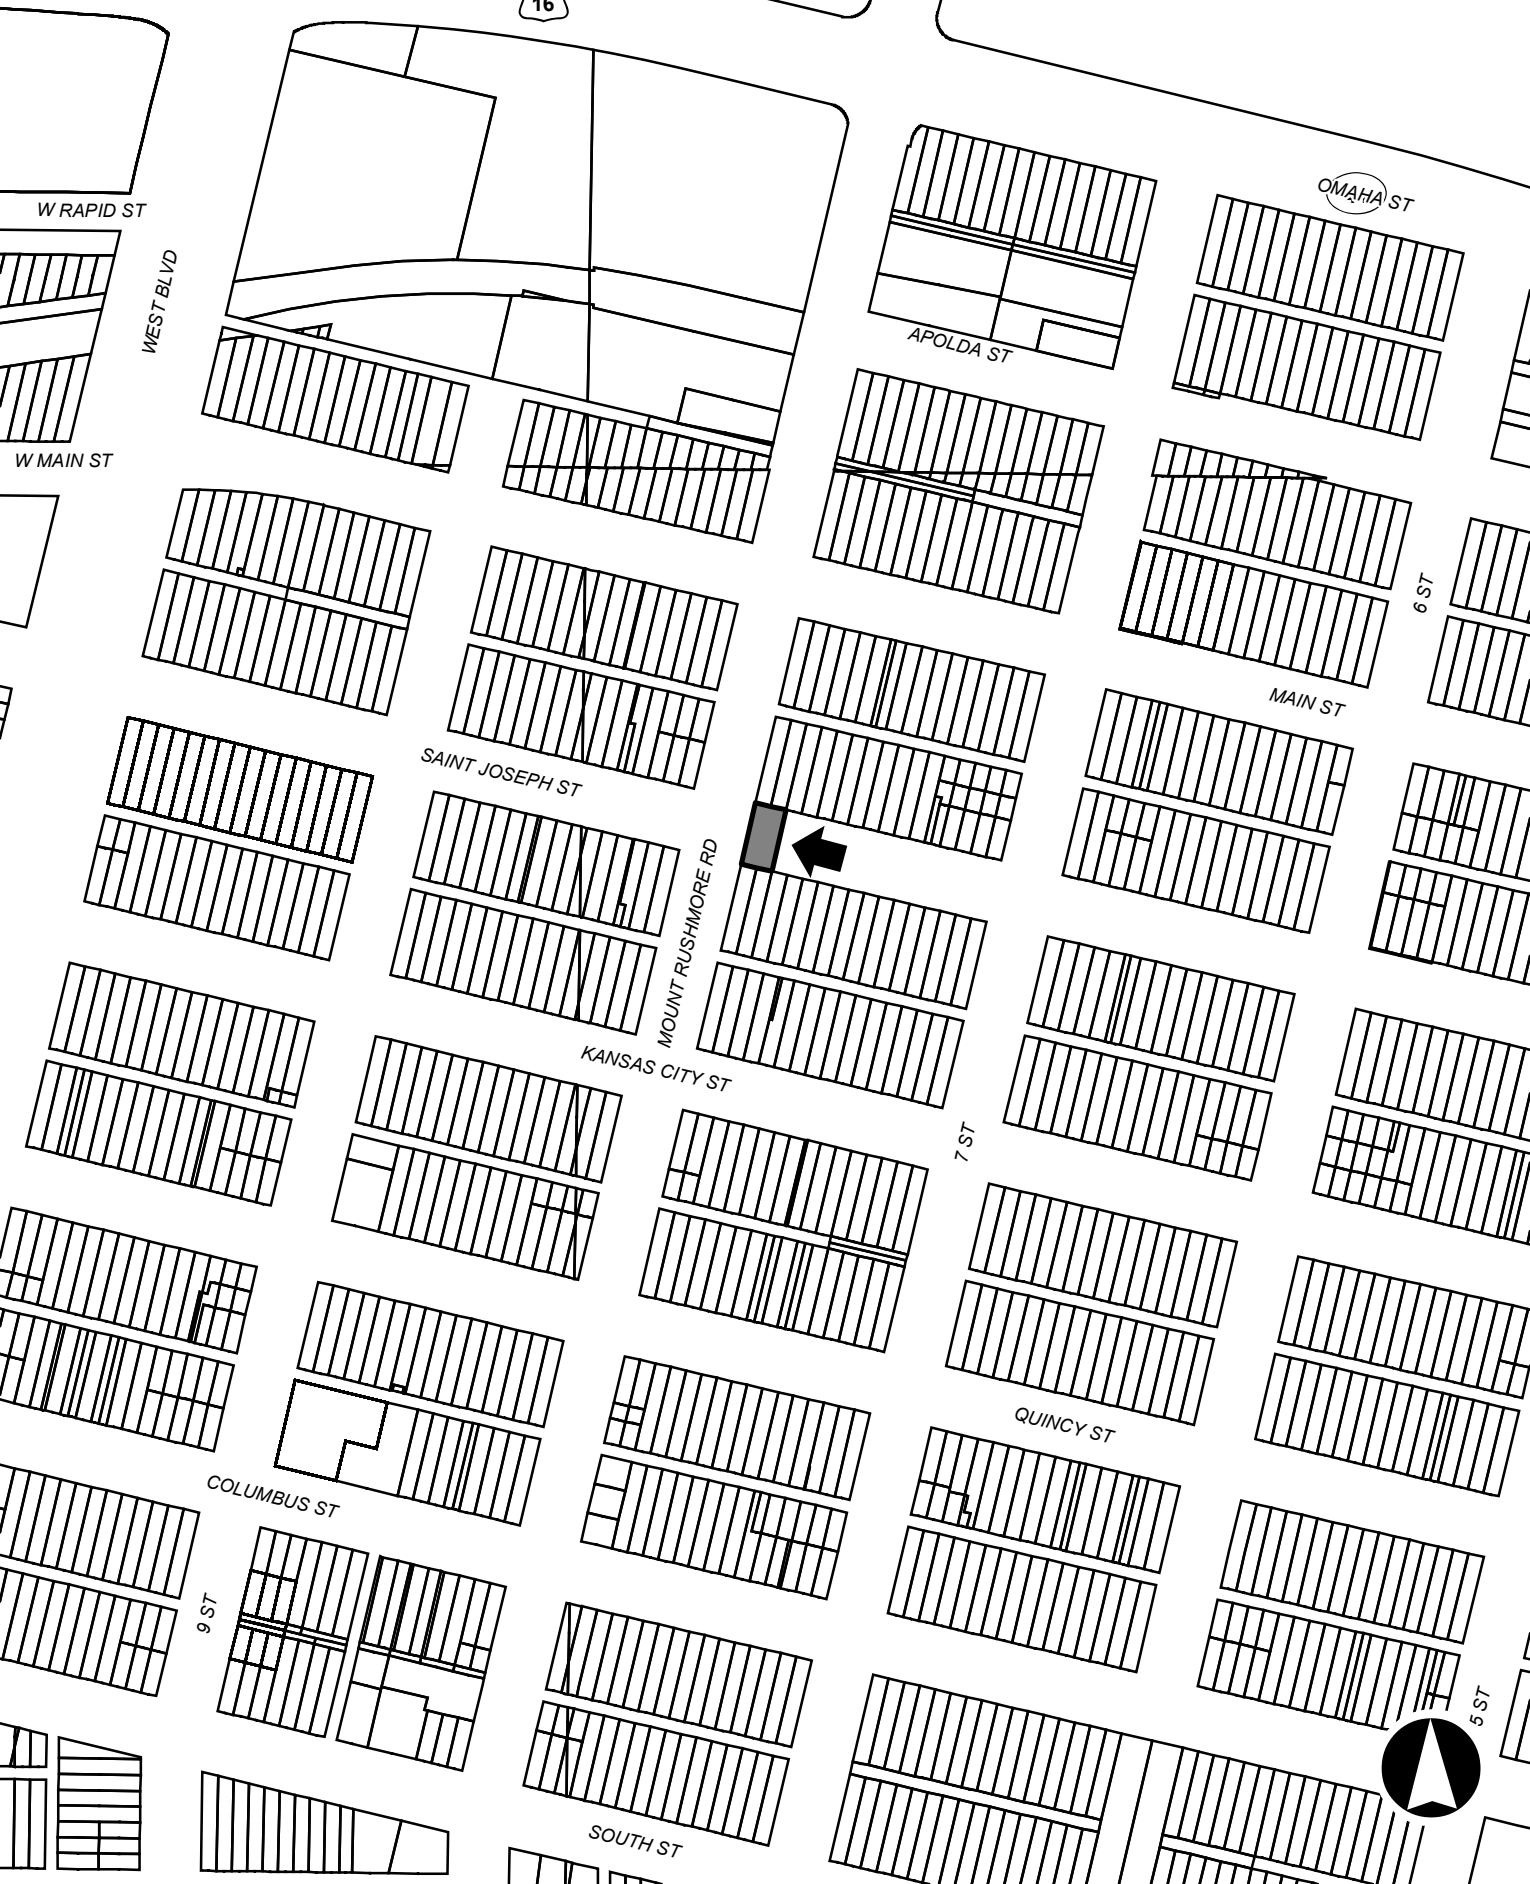 16
OMAHA ST
W RAPID ST
WEST BLVD
APOLDA ST
W MAIN ST
6 ST
MAIN ST
SAINT JOSEPH ST
MOUNT RUSHMORE RD
KANSAS CITY ST
7 ST
QUINCY ST
COLUMBUS ST
9 ST
5 ST
SOUTH ST